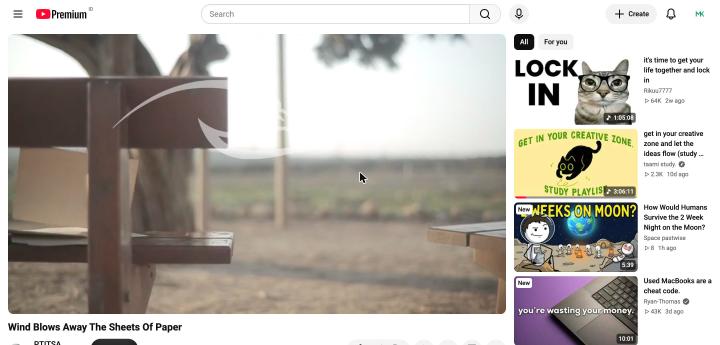 Premium
ID
Search
Create
MK
All
For you
LOCK
IN
1:05:08
it's time to get your
life together and lock
in
Rikuu7777
64K 2w ago
GET IN YOUR CREATIVE ZONE.
STUDY PLAYLIS
3:06:11
get in your creative
zone and let the
ideas flow (study ...
taami study.
2.3K 10d ago
New
WEEKS ON MOON?
5:39
How Would Humans
Survive the 2 Week
Night on the Moon?
Space pastwise
8 1h ago
New
you're wasting your money.
10:01
Used MacBooks are a
cheat code.
Ryan-Thomas
43K 3d ago
Wind Blows Away The Sheets Of Paper
RTITSA